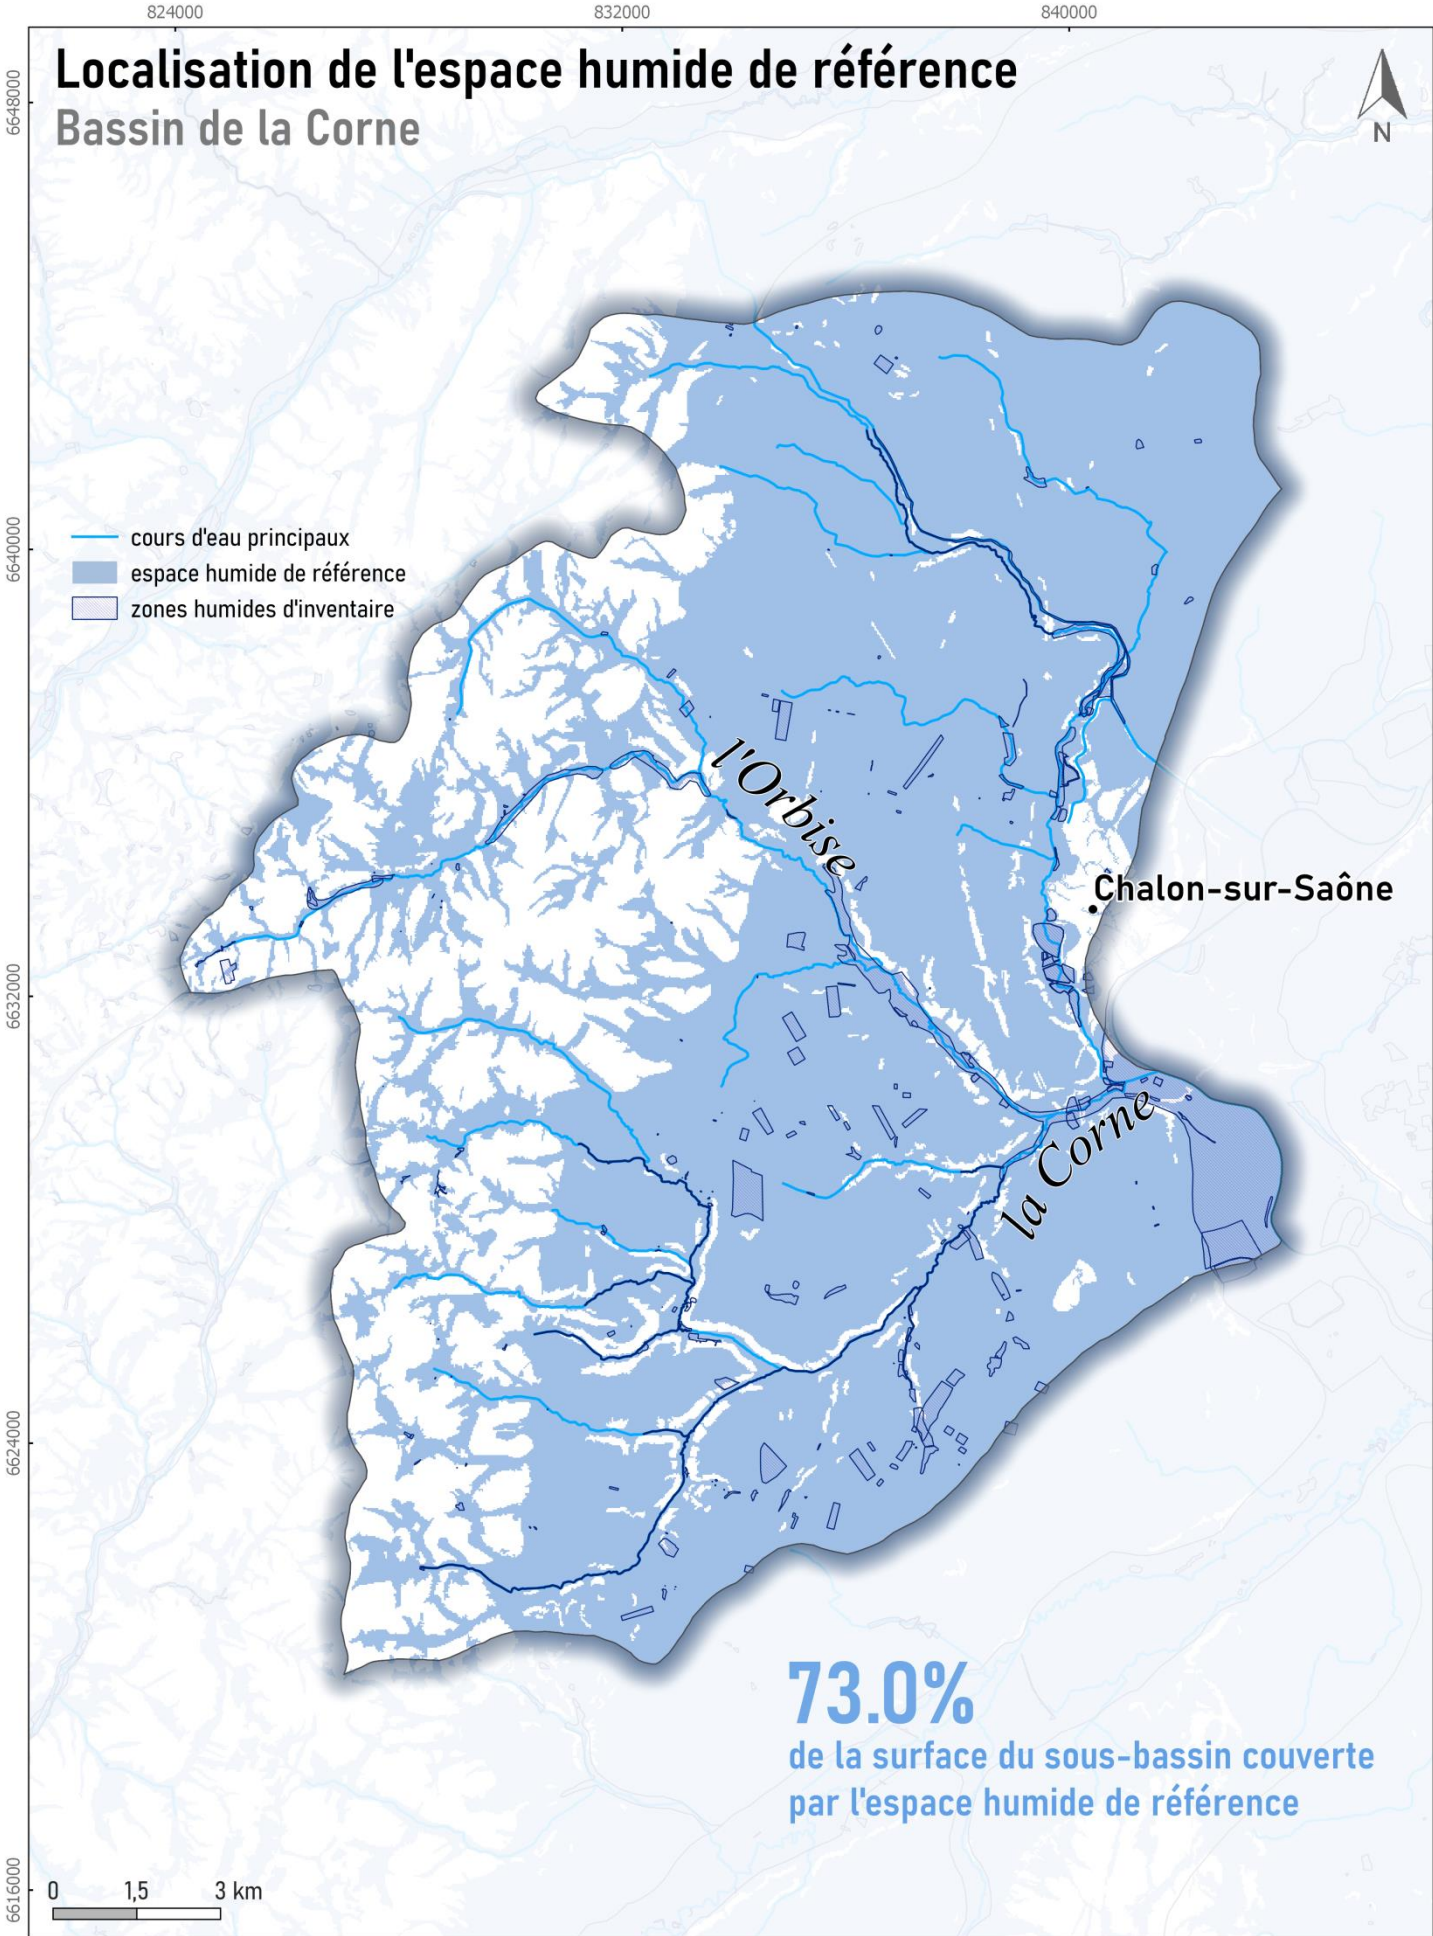 824000
832000
840000
Localisation de l'espace humide de référence
Bassin de la Corne
N
6648000
6640000
6632000
6624000
6616000
cours d'eau principaux
espace humide de référence
zones humides d'inventaire
l'Orbise
Chalon-sur-Saône
la Corne
73.0%
de la surface du sous-bassin couverte
par l'espace humide de référence
0 1,5 3 km